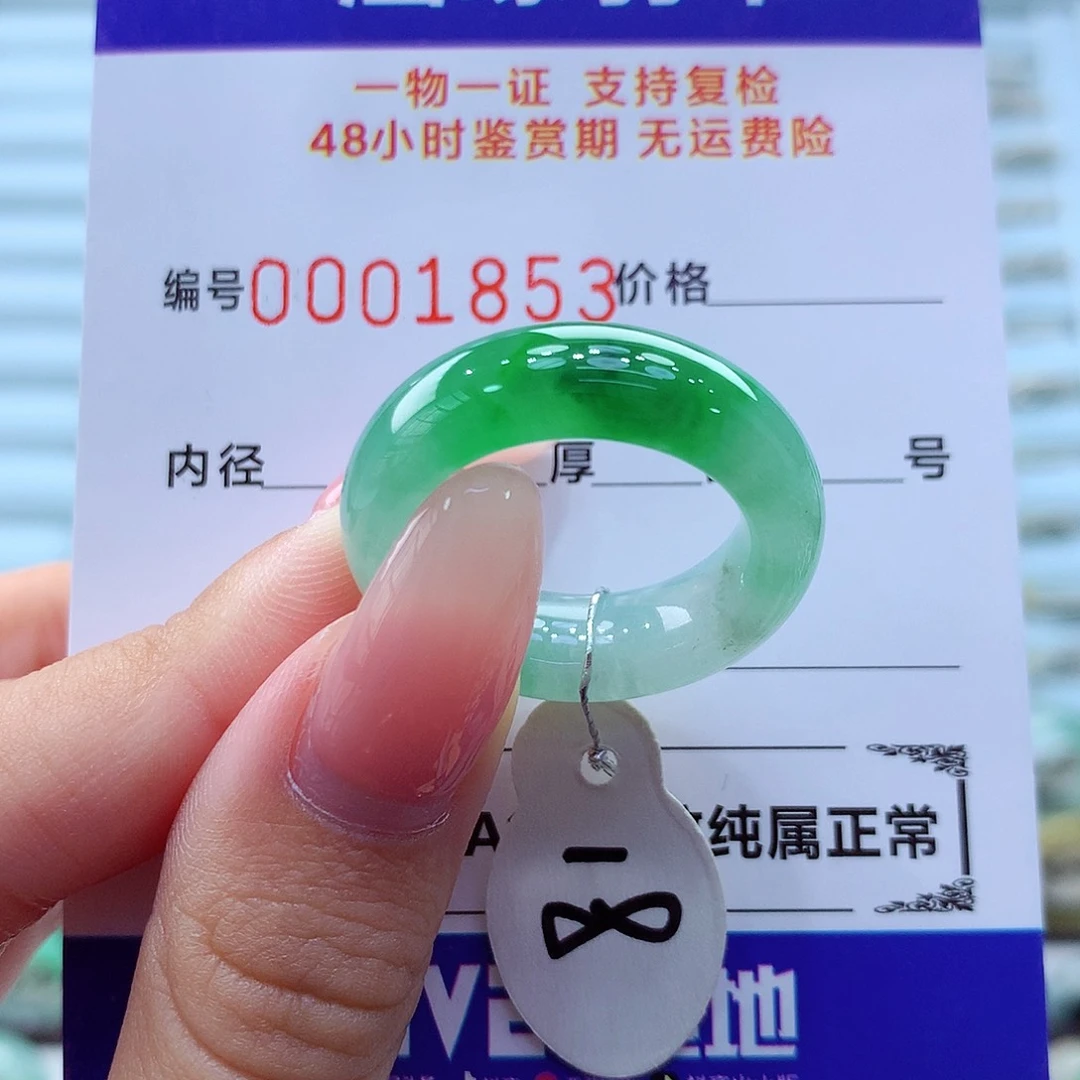 一物一证 支持复检
48小时鉴赏期 无运费险
编号0001853价格
内径 厚 号
A 纯属正常
18
地